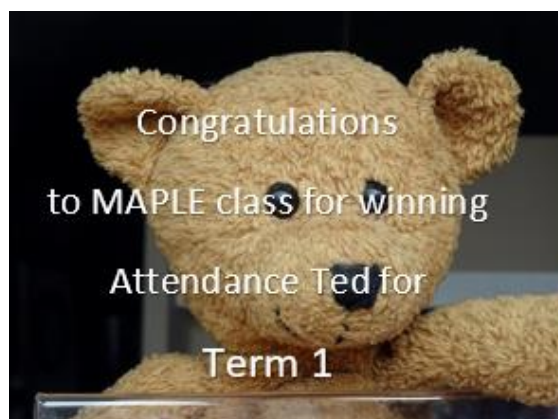 Congratulations
to MAPLE class for winning
Attendance Ted for
Term 1